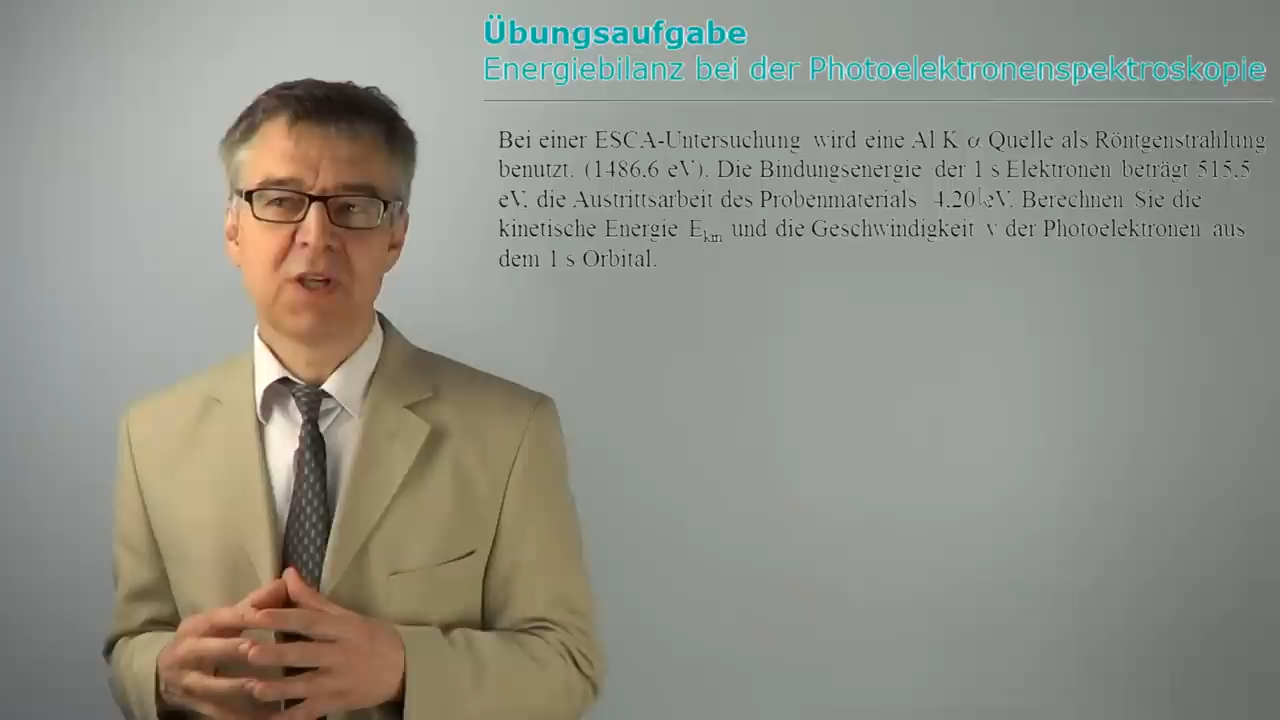 Übungsaufgabe
Energiebilanz bei der Photoelektronenspektroskopie
Bei einer ESCA-Untersuchung wird eine Al K α Quelle als Röntgenstrahlung
benutzt. (1486.6 eV). Die Bindungsenergie der 1 s Elektronen beträgt 515.5
eV, die Austrittsarbeit des Probenmaterials 4.20 eV. Berechnen Sie die
kinetische Energie Ekin und die Geschwindigkeit v der Photoelektronen aus
dem 1 s Orbital.